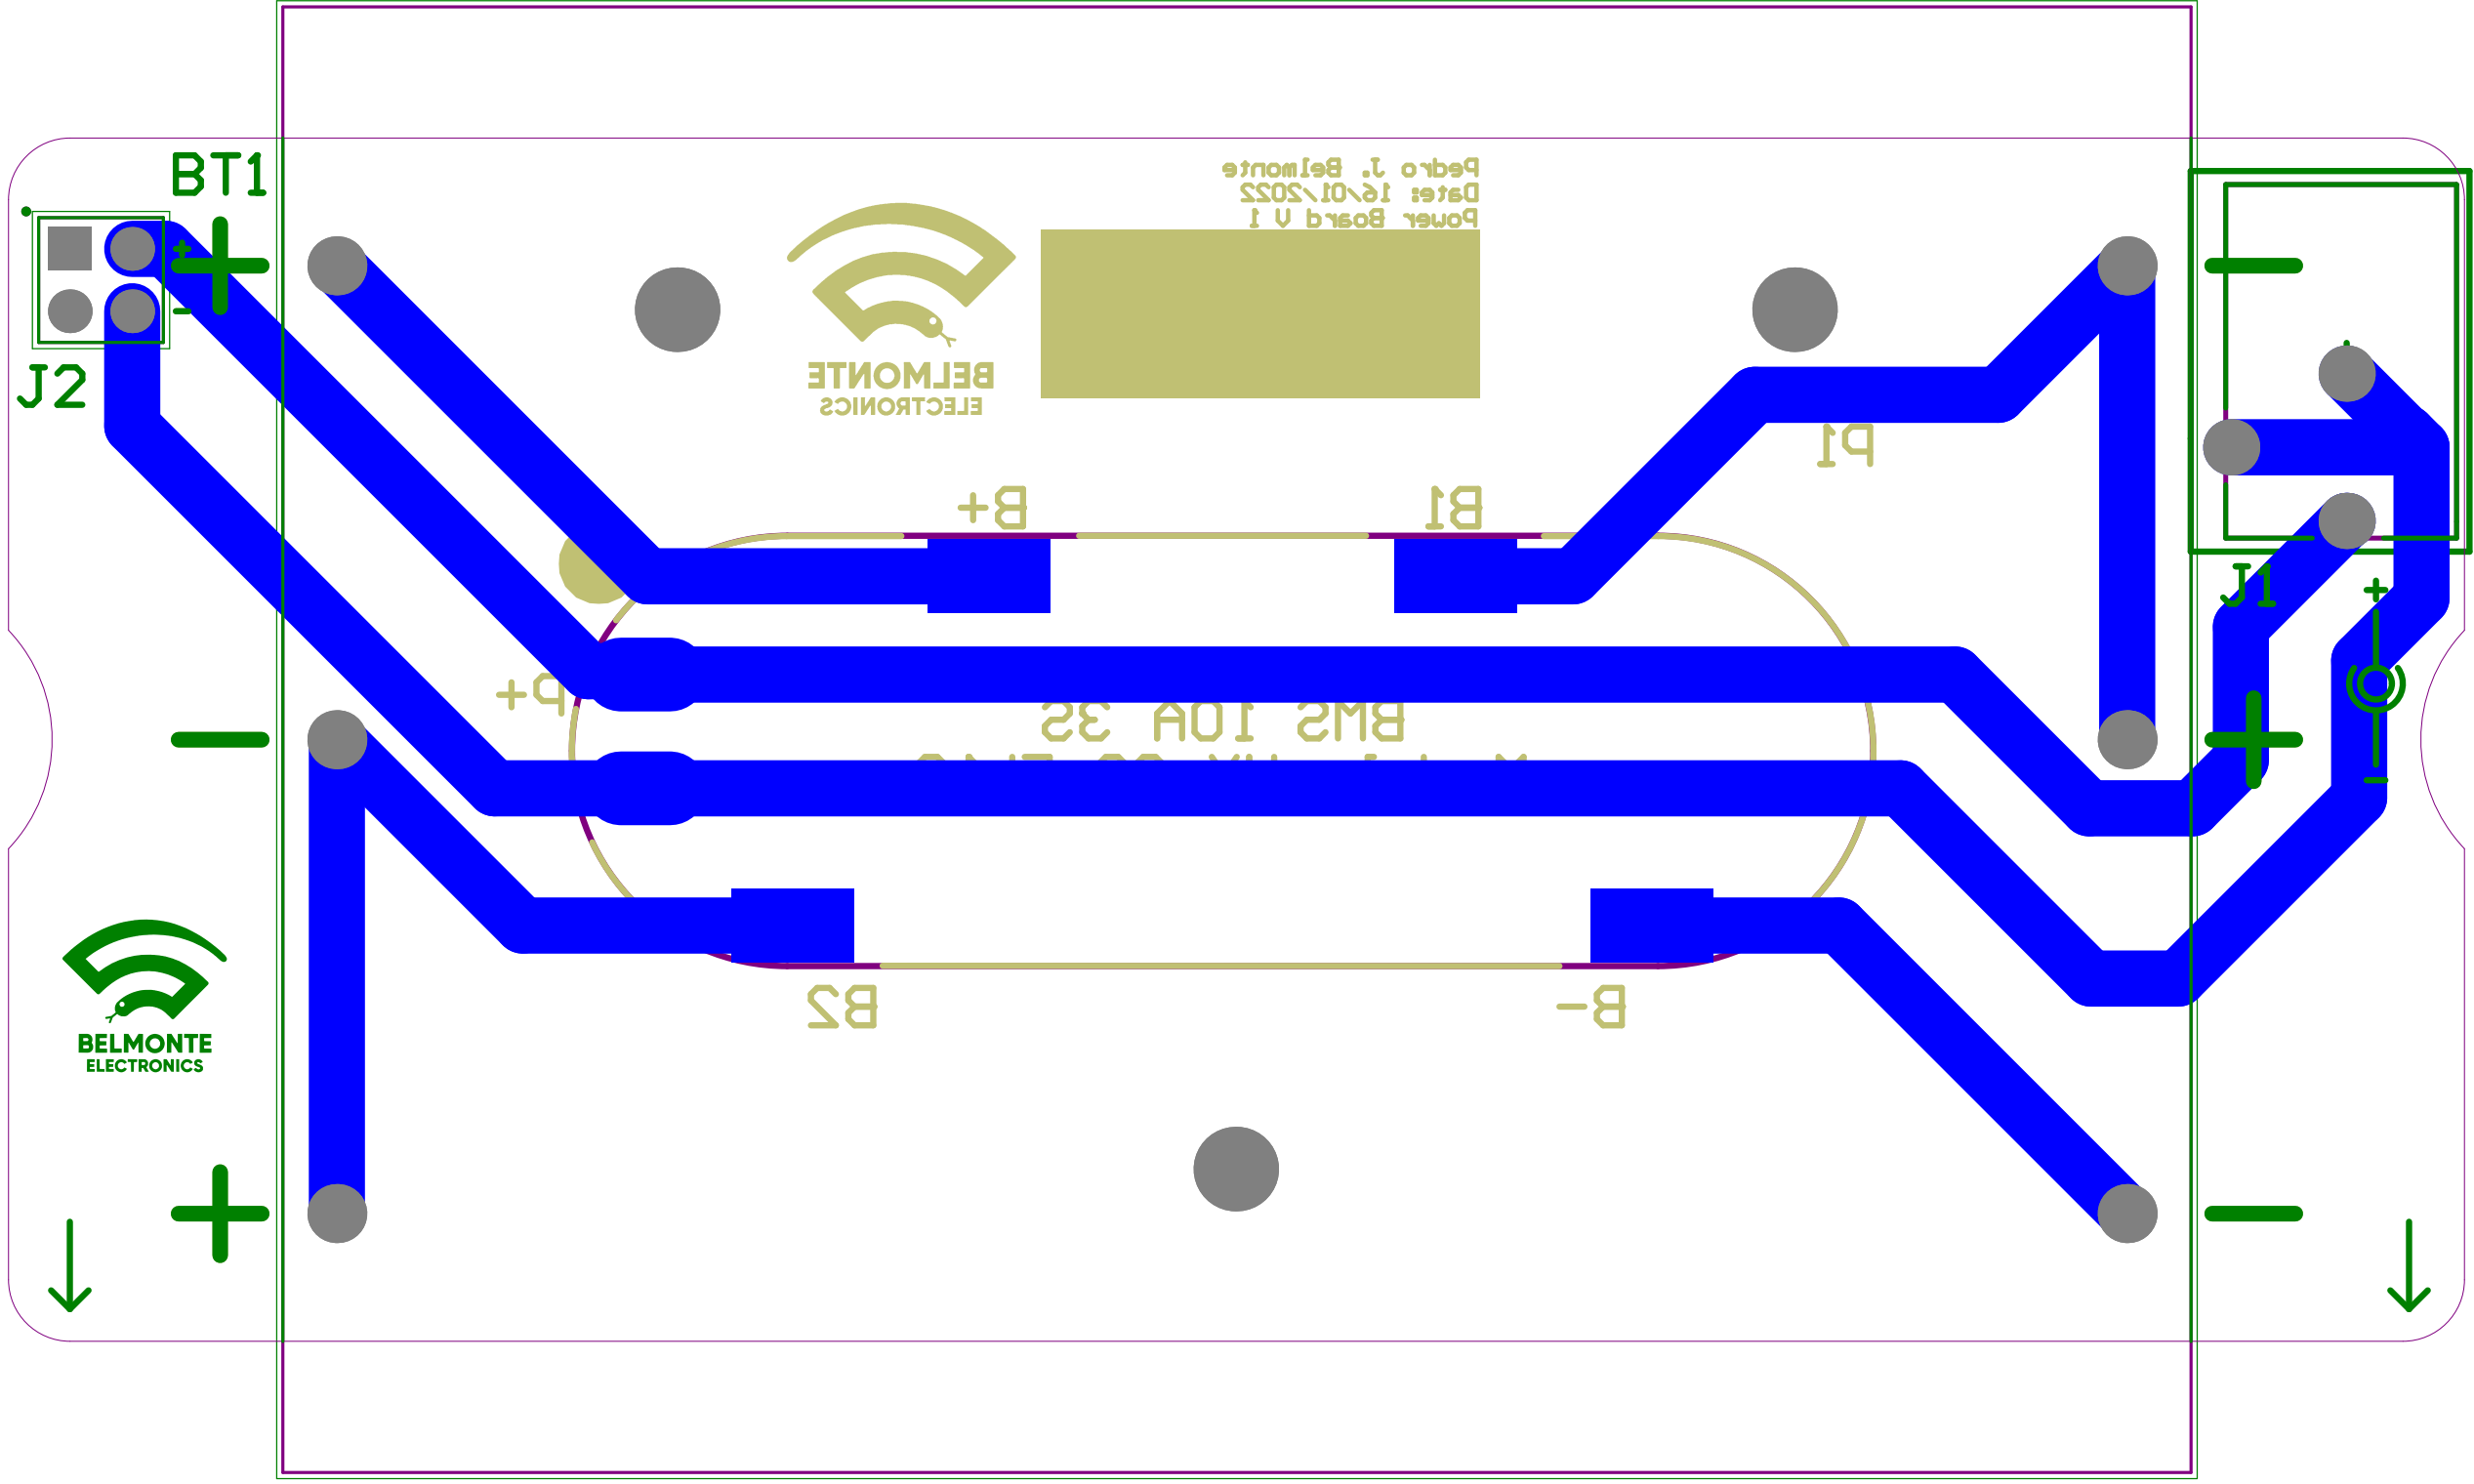 BT1
Pedro J. Belmonte
Date: 16-01-2022
Power Board V 1
+
-
J2
BELMONTE
ELECTRONICS
P1
B+
B1
J1
+
P+
BMS 1S 10A 3S
-
BELMONTE
ELECTRONICS
B2
B-